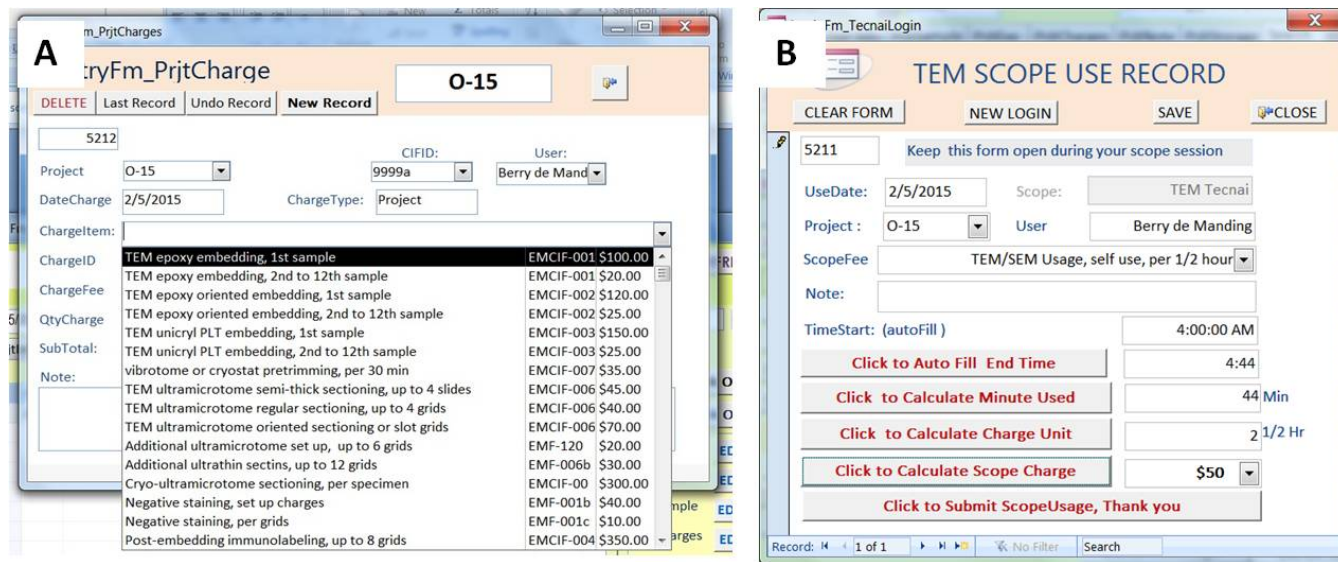 A
_PrjtCharges
tryFm_PrjtCharge
O-15
DELETE Last Record Undo Record New Record
5212
CIFID: User:
Project O-15 9999a Berry de Mand
DateCharge 2/5/2015 ChargeType: Project
ChargeItem:
ChargeID
ChargeFee
QtyCharge
SubTotal:
Note:
TEM epoxy embedding, 1st sample EMCIF-001 $100.00
TEM epoxy embedding, 2nd to 12th sample EMCIF-001 $20.00
TEM epoxy oriented embedding, 1st sample EMCIF-002 $120.00
TEM epoxy oriented embedding, 2nd to 12th sample EMCIF-002 $25.00
TEM unicryl PLT embedding, 1st sample EMCIF-003 $150.00
TEM unicryl PLT embedding, 2nd to 12th sample EMCIF-003 $25.00
vibrotome or cryostat pretrimming, per 30 min EMCIF-007 $35.00
TEM ultramicrotome semi-thick sectioning, up to 4 slides EMCIF-006 $45.00
TEM ultramicrotome regular sectioning, up to 4 grids EMCIF-006 $40.00
TEM ultramicrotome oriented sectioning or slot grids EMCIF-006 $70.00
Additional ultramicrotome set up, up to 6 grids EMF-120 $20.00
Additional ultrathin sectins, up to 12 grids EMF-006b $30.00
Cryo-ultramicrotome sectioning, per specimen EMCIF-00 $300.00
Negative staining, set up charges EMF-001b $40.00
Negative staining, per grids EMF-001c $10.00
Post-embedding immunolabeling, up to 8 grids EMCIF-004 $350.00
B
Fm_TecnaiLogin
TEM SCOPE USE RECORD
CLEAR FORM NEW LOGIN SAVE CLOSE
5211 Keep this form open during your scope session
UseDate: 2/5/2015 Scope: TEM Tecnai
Project : O-15 User Berry de Manding
ScopeFee TEM/SEM Usage, self use, per 1/2 hour
Note:
TimeStart: (autoFill ) 4:00:00 AM
Click to Auto Fill End Time 4:44
Click to Calculate Minute Used 44 Min
Click to Calculate Charge Unit 2 1/2 Hr
Click to Calculate Scope Charge $50
Click to Submit ScopeUsage, Thank you
Record: 1 of 1 No Filter Search